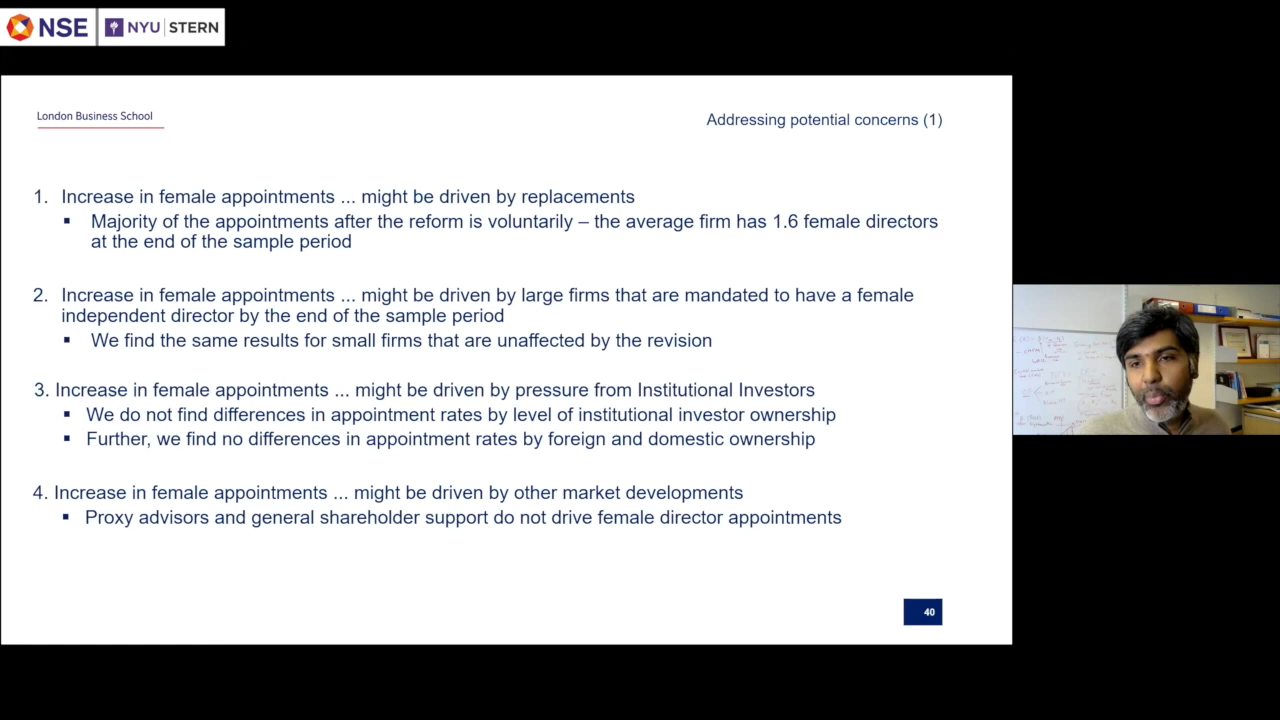 NSE NYU STERN
London Business School
Addressing potential concerns (1)
1. Increase in female appointments ... might be driven by replacements
▪ Majority of the appointments after the reform is voluntarily – the average firm has 1.6 female directors
at the end of the sample period
2. Increase in female appointments ... might be driven by large firms that are mandated to have a female
independent director by the end of the sample period
▪ We find the same results for small firms that are unaffected by the revision
3. Increase in female appointments ... might be driven by pressure from Institutional Investors
▪ We do not find differences in appointment rates by level of institutional investor ownership
▪ Further, we find no differences in appointment rates by foreign and domestic ownership
4. Increase in female appointments ... might be driven by other market developments
▪ Proxy advisors and general shareholder support do not drive female director appointments
40